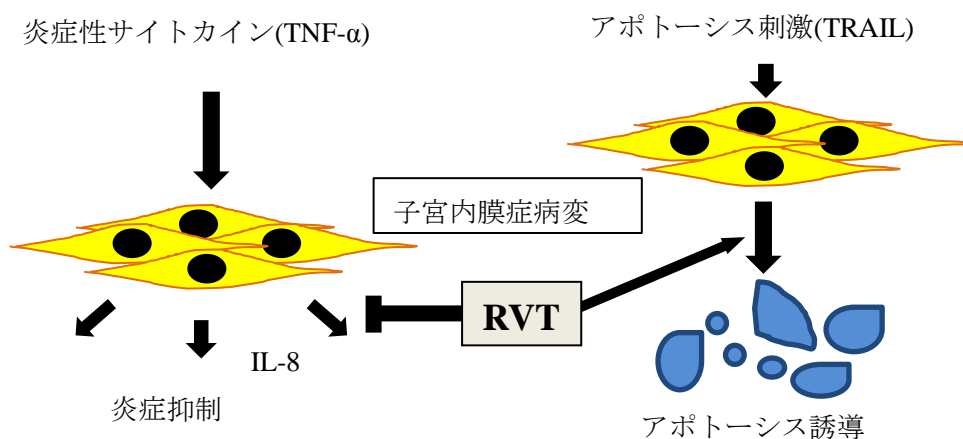 炎症性サイトカイン(TNF-α)
アポトーシス刺激(TRAIL)
子宮内膜症病変
RVT
IL-8
炎症抑制
アポトーシス誘導